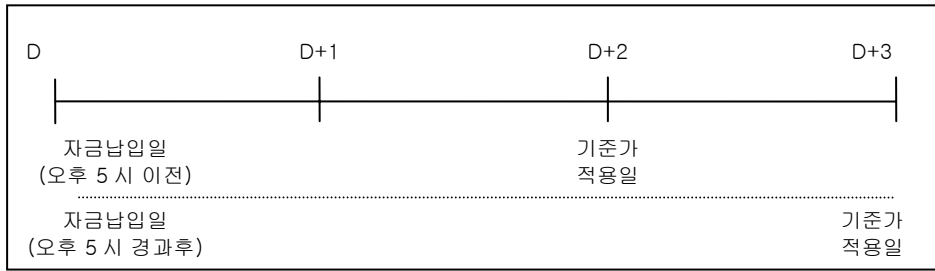 D D+1 D+2 D+3
자금납입일 기준가
(오후 5 시 이전) 적용일
자금납입일 기준가
(오후 5 시 경과후) 적용일